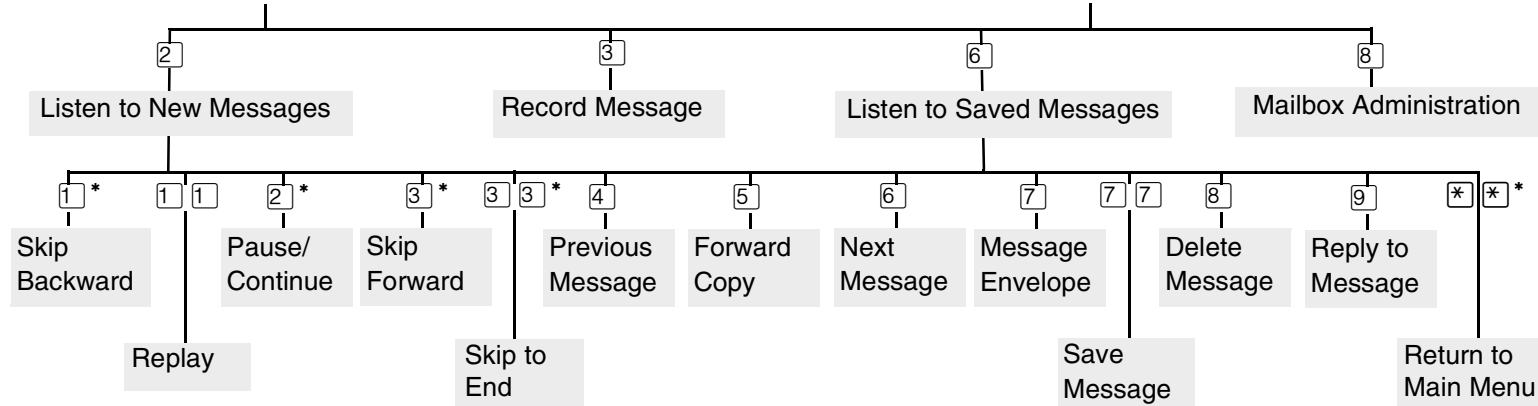 2 3 6 8
Listen to New Messages Record Message Listen to Saved Messages Mailbox Administration
1 * 1 1 2 * 3 * 3 3 * 4 5 6 7 7 7 8 9 * * *
Skip Backward
Pause/ Continue
Skip Forward
Previous Message
Forward Copy
Next Message
Message Envelope
Delete Message
Reply to Message
Replay
Skip to End
Save Message
Return to Main Menu